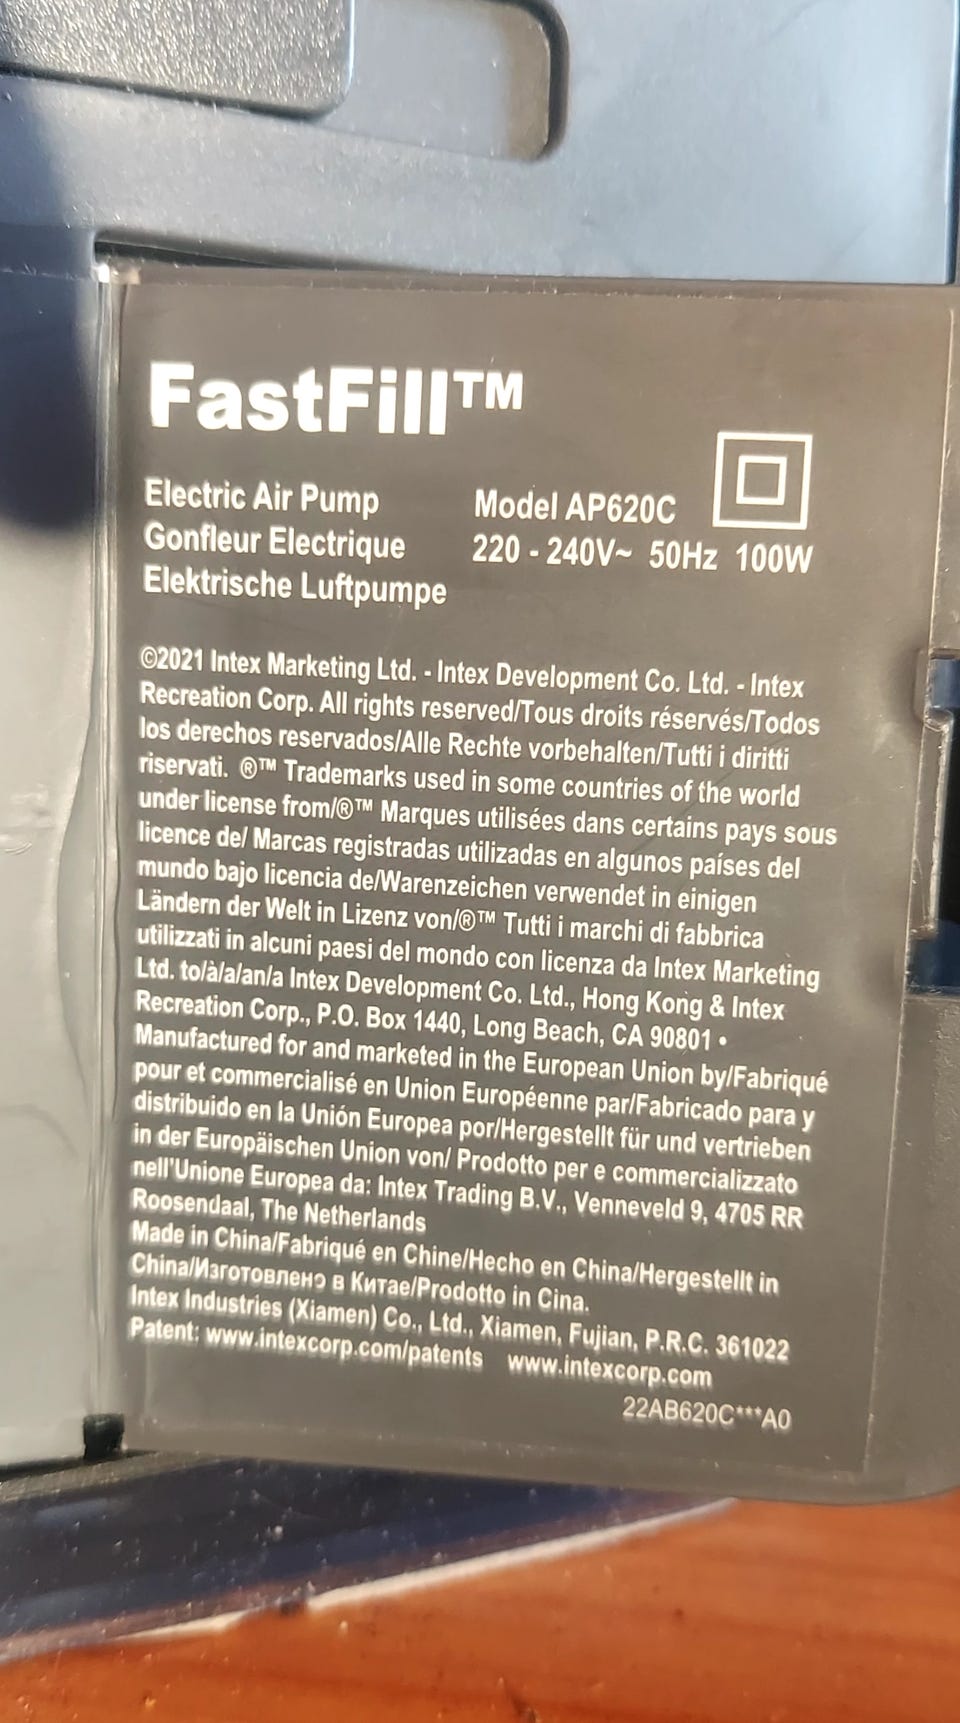 FastFill™
Electric Air Pump
Gonfleur Electrique
Elektrische Luftpumpe
Model AP620C
220 - 240V~ 50Hz 100W
©2021 Intex Marketing Ltd. - Intex Development Co. Ltd. - Intex
Recreation Corp. All rights reserved/Tous droits réservés/Todos
los derechos reservados/Alle Rechte vorbehalten/Tutti i diritti
riservati. ®™ Trademarks used in some countries of the world
under license from/®™ Marques utilisées dans certains pays sous
licence de/ Marcas registradas utilizadas en algunos países del
mundo bajo licencia de/Warenzeichen verwendet in einigen
Ländern der Welt in Lizenz von/®™ Tutti i marchi di fabbrica
utilizzati in alcuni paesi del mondo con licenza da Intex Marketing
Ltd. to/à/a/an/a Intex Development Co. Ltd., Hong Kong & Intex
Recreation Corp., P.O. Box 1440, Long Beach, CA 90801 •
Manufactured for and marketed in the European Union by/Fabriqué
pour et commercialisé en Union Européenne par/Fabricado para y
distribuido en la Unión Europea por/Hergestellt für und vertrieben
in der Europäischen Union von/ Prodotto per e commercializzato
nell'Unione Europea da: Intex Trading B.V., Venneveld 9, 4705 RR
Roosendaal, The Netherlands
Made in China/Fabriqué en Chine/Hecho en China/Hergestellt in
China/Изготовлено в Китае/Prodotto in Cina.
Intex Industries (Xiamen) Co., Ltd., Xiamen, Fujian, P.R.C. 361022
Patent: www.intexcorp.com/patents www.intexcorp.com
22AB620C***A0